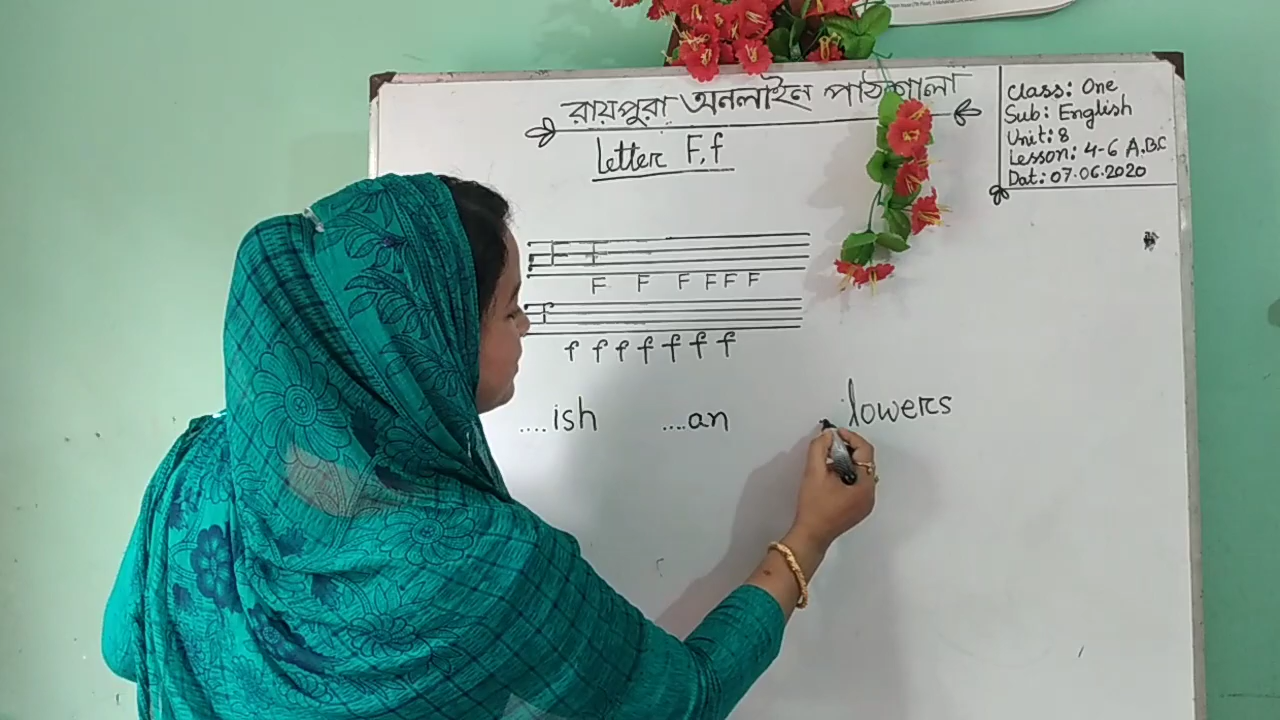 রায়পুরা অনলাইন পাঠশালা
Letter F,f
Class: One
Sub: English
Unit: 8
Lesson: 4-6 A.B.C
Dat: 07.06.2020
F F F F F F
f
f f f f f f f
....ish ....an lowers